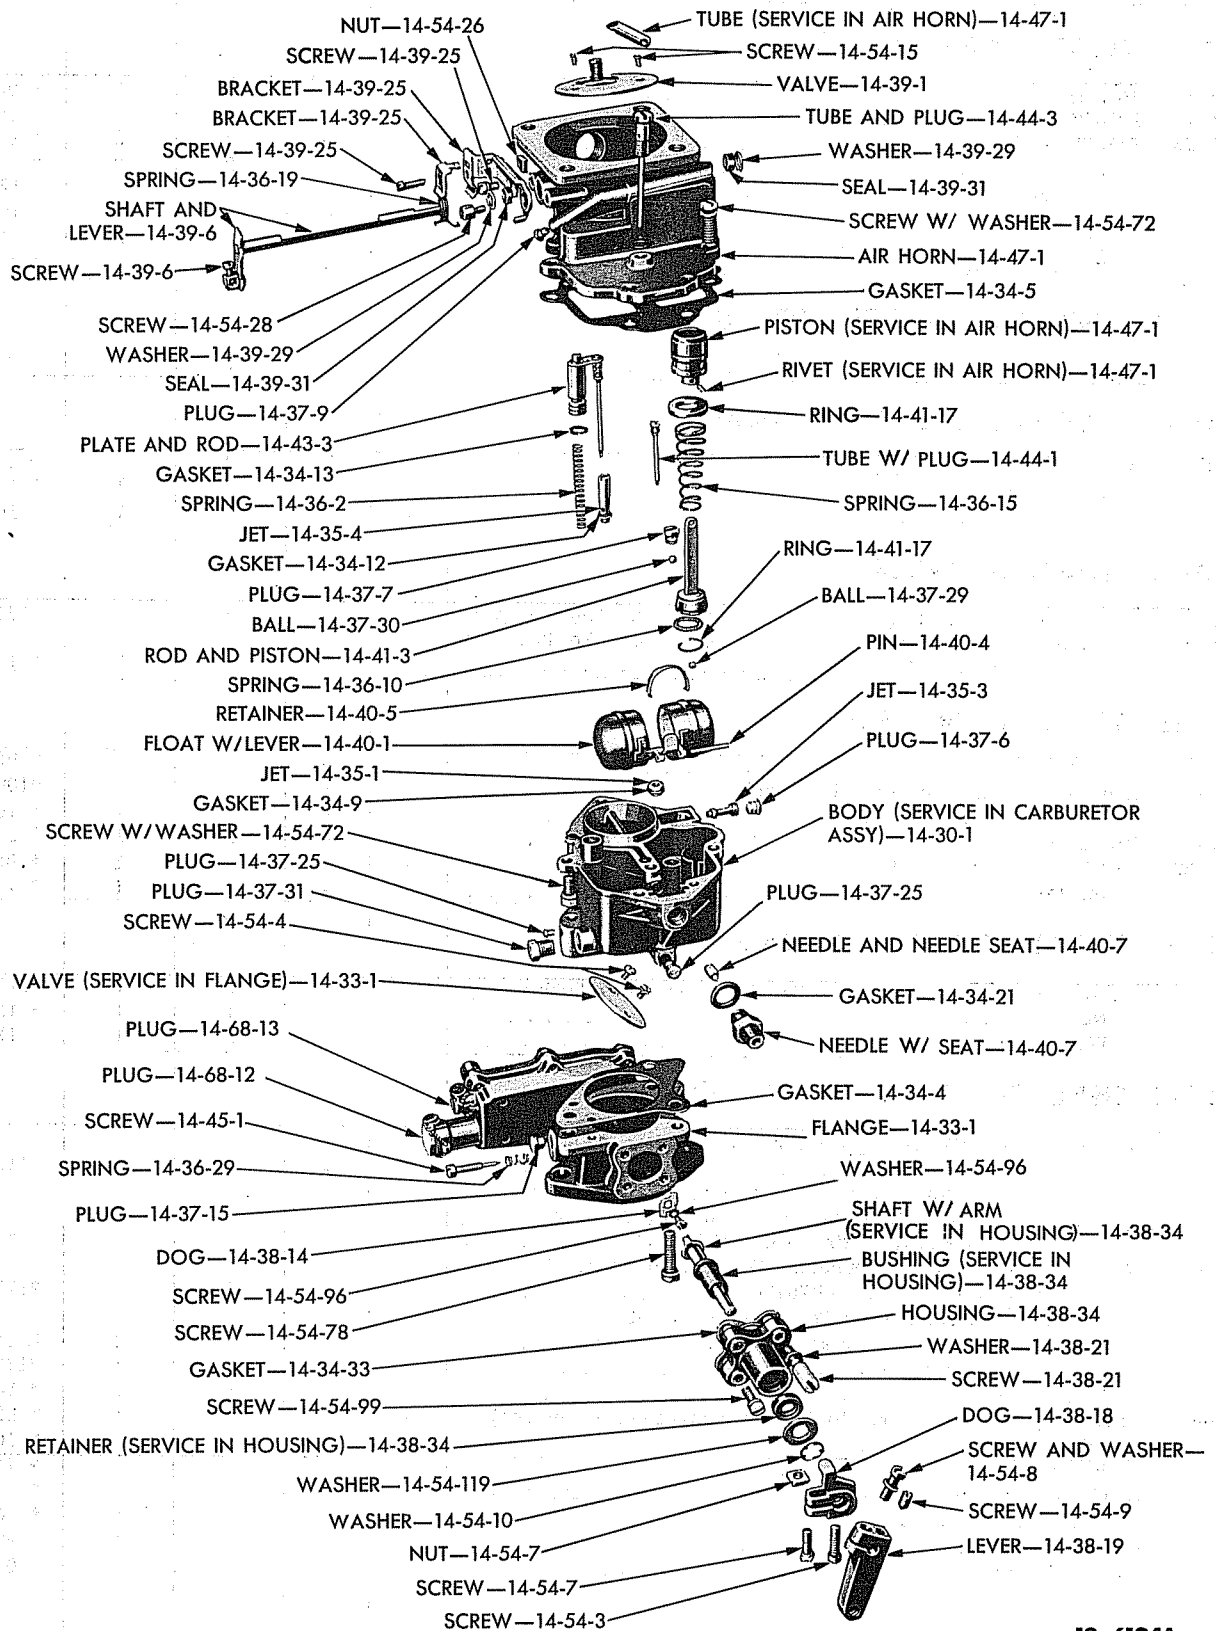 NUT—14-54-26
SCREW—14-39-25
BRACKET—14-39-25
BRACKET—14-39-25
SCREW—14-39-25
SPRING—14-36-19
SHAFT AND
LEVER—14-39-6
SCREW—14-39-6
SCREW—14-54-28
WASHER—14-39-29
SEAL—14-39-31
PLUG—14-37-9
PLATE AND ROD—14-43-3
GASKET—14-34-13
SPRING—14-36-2
JET—14-35-4
GASKET—14-34-12
PLUG—14-37-7
BALL—14-37-30
ROD AND PISTON—14-41-3
SPRING—14-36-10
RETAINER—14-40-5
FLOAT W/LEVER—14-40-1
JET—14-35-1
GASKET—14-34-9
SCREW W/WASHER—14-54-72
PLUG—14-37-25
PLUG—14-37-31
SCREW—14-54-4
VALVE (SERVICE IN FLANGE)—14-33-1
PLUG—14-68-13
PLUG—14-68-12
SCREW—14-45-1
SPRING—14-36-29
PLUG—14-37-15
DOG—14-38-14
SCREW—14-54-96
SCREW—14-54-78
GASKET—14-34-33
SCREW—14-54-99
RETAINER (SERVICE IN HOUSING)—14-38-34
WASHER—14-54-119
WASHER—14-54-10
NUT—14-54-7
SCREW—14-54-7
SCREW—14-54-3
TUBE (SERVICE IN AIR HORN)—14-47-1
SCREW—14-54-15
VALVE—14-39-1
TUBE AND PLUG—14-44-3
WASHER—14-39-29
SEAL—14-39-31
SCREW W/ WASHER—14-54-72
AIR HORN—14-47-1
GASKET—14-34-5
PISTON (SERVICE IN AIR HORN)—14-47-1
RIVET (SERVICE IN AIR HORN)—14-47-1
RING—14-41-17
TUBE W/ PLUG—14-44-1
SPRING—14-36-15
RING—14-41-17
BALL—14-37-29
PIN—14-40-4
JET—14-35-3
PLUG—14-37-6
BODY (SERVICE IN CARBURETOR
ASSY)—14-30-1
PLUG—14-37-25
NEEDLE AND NEEDLE SEAT—14-40-7
GASKET—14-34-21
NEEDLE W/ SEAT—14-40-7
GASKET—14-34-4
FLANGE—14-33-1
WASHER—14-54-96
SHAFT W/ ARM
(SERVICE IN HOUSING)—14-38-34
BUSHING (SERVICE IN
HOUSING)—14-38-34
HOUSING—14-38-34
WASHER—14-38-21
SCREW—14-38-21
DOG—14-38-18
SCREW AND WASHER—
14-54-8
SCREW—14-54-9
LEVER—14-38-19